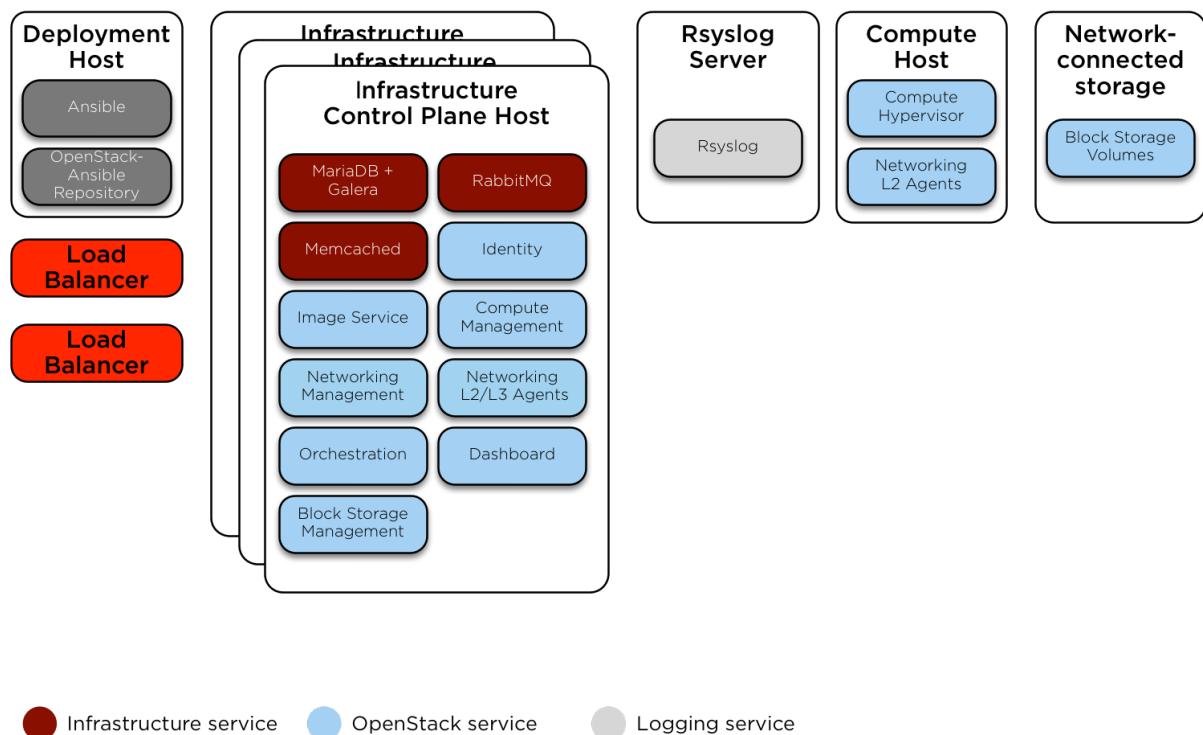 Deployment
Host
Ansible
OpenStack-
Ansible
Repository
Load
Balancer
Load
Balancer
Infrastructure
Infrastructure
Infrastructure
Control Plane Host
MariaDB +
Galera
RabbitMQ
Memcached
Identity
Image Service
Compute
Management
Networking
Management
Networking
L2/L3 Agents
Orchestration
Dashboard
Block Storage
Management
Rsyslog
Server
Rsyslog
Compute
Host
Compute
Hypervisor
Networking
L2 Agents
Network-
connected
storage
Block Storage
Volumes
Infrastructure service
OpenStack service
Logging service